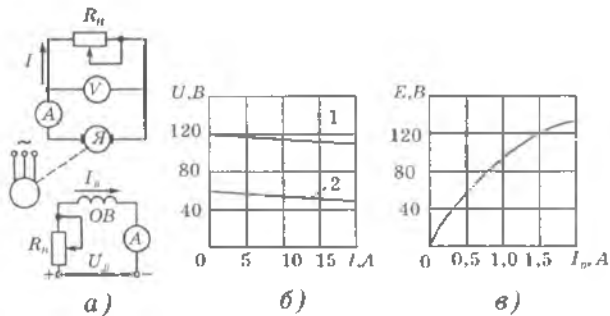 Rн
I
V
A
Я
~
Iв
ОВ
Rн
A
+ Uв −
а)
U,В
120
80
40
1
2
0 5 10 15 I,А
б)
E,В
120
80
40
0 0,5 1,0 1,5 Iв, А
в)